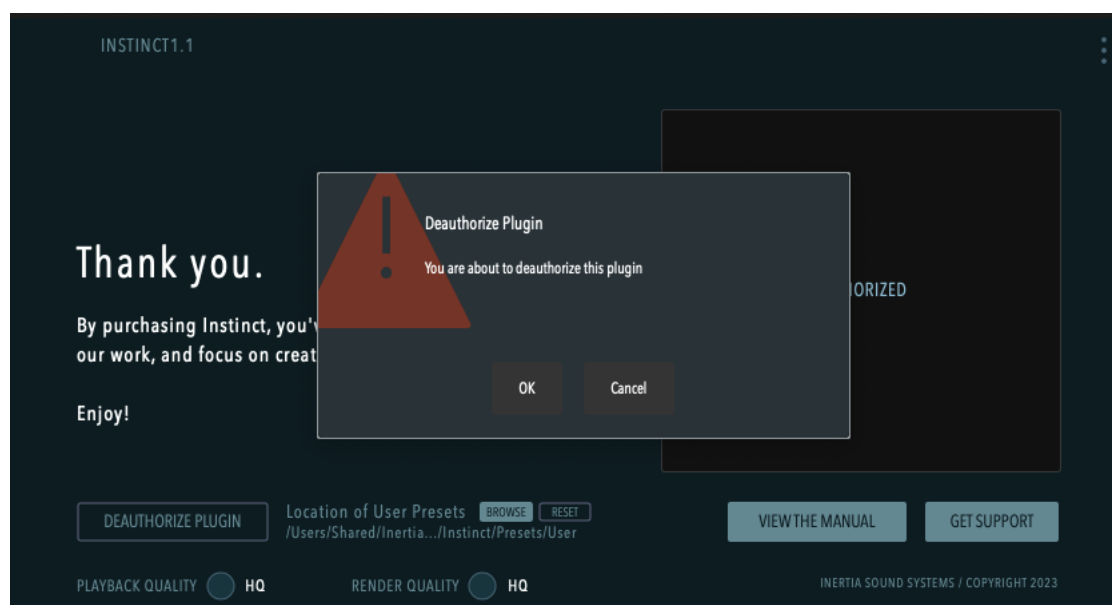 INSTINCT1.1
Thank you.
By purchasing Instinct, you'
our work, and focus on creat
Enjoy!
Deauthorize Plugin
You are about to deauthorize this plugin
OK Cancel
ORIZED
DEAUTHORIZE PLUGIN
Location of User Presets BROWSE RESET
/Users/Shared/Inertia.../Instinct/Presets/User
VIEW THE MANUAL GET SUPPORT
PLAYBACK QUALITY HQ RENDER QUALITY HQ
INERTIA SOUND SYSTEMS / COPYRIGHT 2023